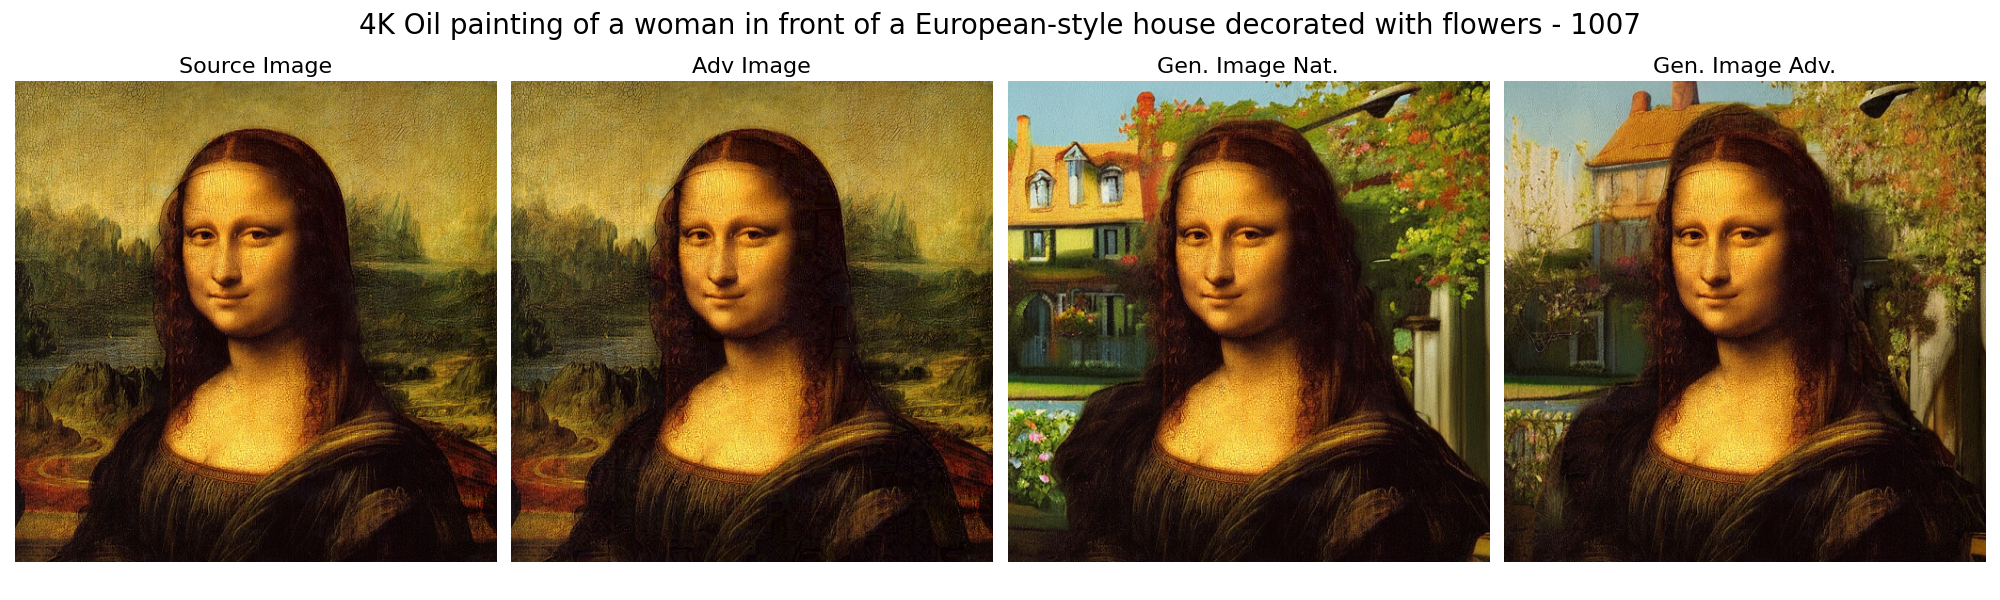 4K Oil painting of a woman in front of a European-style house decorated with flowers - 1007
Source Image
Adv Image
Gen. Image Nat.
Gen. Image Adv.